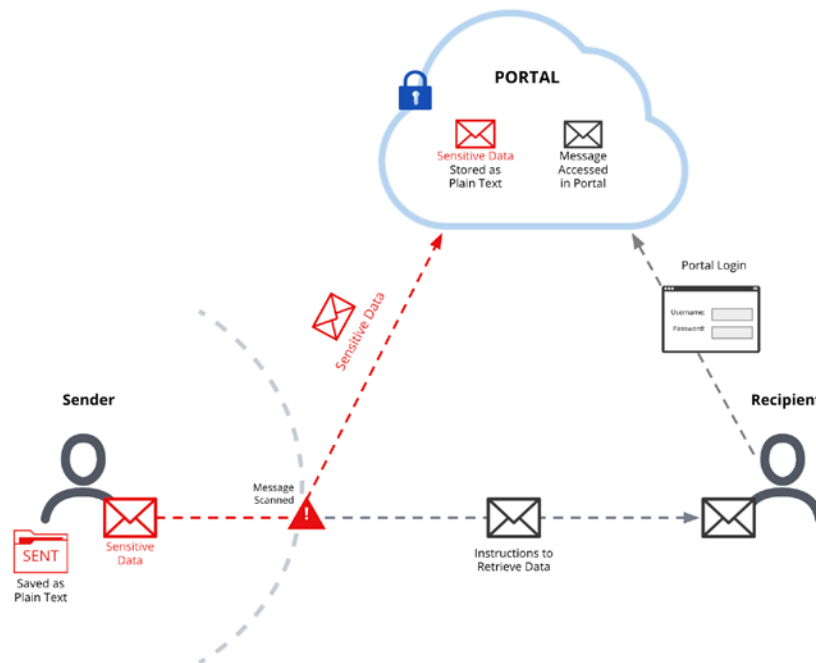 PORTAL
Sensitive Data
Stored as
Plain Text
Message
Accessed
in Portal
Portal Login
Username:
Password:
Sensitive Data
Sender
Recipient
Message
Scanned
!
SENT
Saved as
Plain Text
Sensitive
Data
Instructions to
Retrieve Data